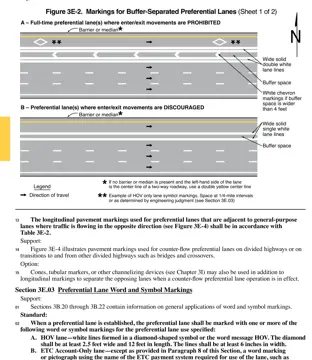 Figure 3E-2. Markings for Buffer-Separated Preferential Lanes (Sheet 1 of 2)
A – Full-time preferential lane(s) where enter/exit movements are PROHIBITED
Barrier or median★
N
★★
★★
Wide solid double white lane lines
Buffer space
White chevron markings if buffer space is wider than 4 feet
B – Preferential lane(s) where enter/exit movements are DISCOURAGED
Barrier or median★
Wide solid single white lane lines
Buffer space
Legend
→ Direction of travel
★ If no barrier or median is present and the left-hand side of the lane is the center line of a two-way roadway, use a double yellow center line
★★ Example of HOV only lane symbol markings. Space at 1/4-mile intervals or as determined by engineering judgment (see Section 3E.03)
The longitudinal pavement markings used for preferential lanes that are adjacent to general-purpose
lanes where traffic is flowing in the opposite direction (see Figure 3E-4) shall be in accordance with
Table 3E-2.
Support:
Figure 3E-4 illustrates pavement markings used for counter-flow preferential lanes on divided highways or on
transitions to and from other divided highways such as bridges and crossovers.
Option:
Cones, tubular markers, or other channelizing devices (see Chapter 3I) may also be used in addition to
longitudinal markings to separate the opposing lanes when a counter-flow preferential lane operation is in effect.
Section 3E.03 Preferential Lane Word and Symbol Markings
Support:
Sections 3B.20 through 3B.22 contain information on general applications of word and symbol markings.
Standard:
When a preferential lane is established, the preferential lane shall be marked with one or more of the
following word or symbol markings for the preferential lane use specified:
A. HOV lane—white lines formed in a diamond-shaped symbol or the word message HOV. The diamond
shall be at least 2.5 feet wide and 12 feet in length. The lines shall be at least 6 inches in width.
B. ETC Account-Only lane—except as provided in Paragraph 8 of this Section, a word marking
or pictograph using the name of the ETC payment system required for use of the lane, such as